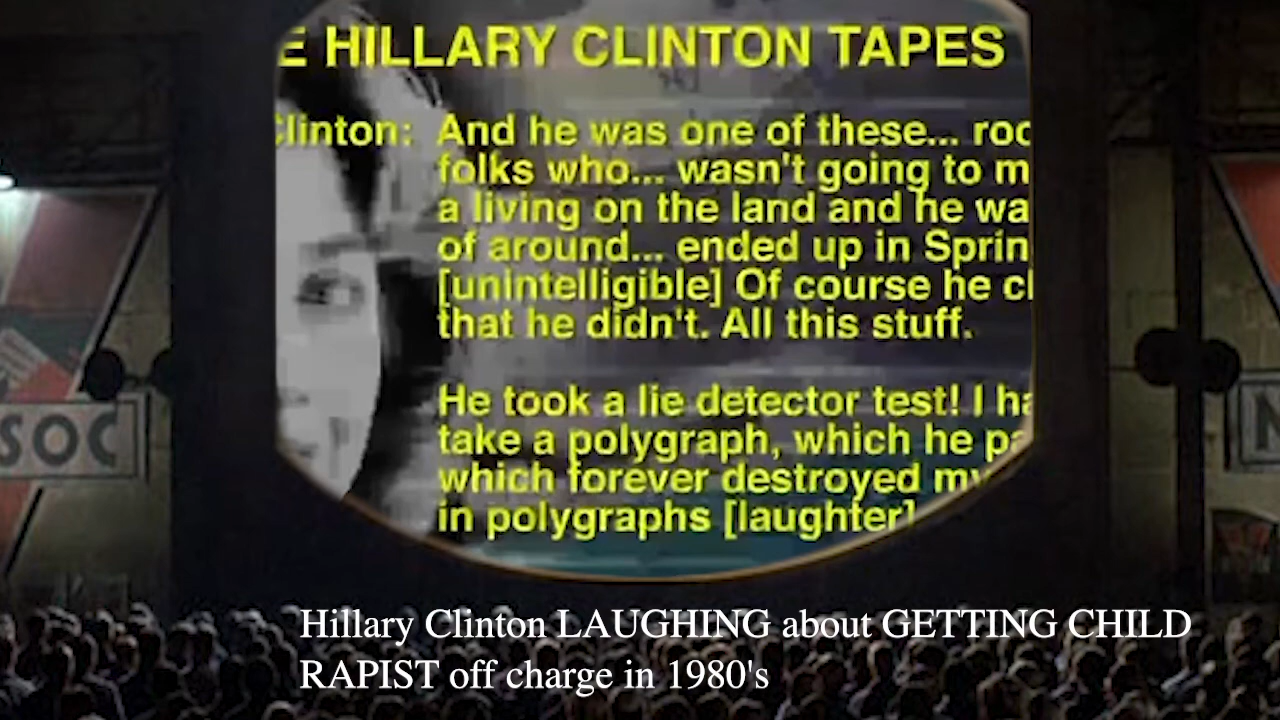 E HILLARY CLINTON TAPES
Clinton: And he was one of these... roc
folks who... wasn't going to m
a living on the land and he wa
of around... ended up in Sprin
[unintelligible] Of course he cl
that he didn't. All this stuff.
He took a lie detector test! I ha
take a polygraph, which he pa
which forever destroyed my
in polygraphs [laughter]
SOC
N
Hillary Clinton LAUGHING about GETTING CHILD
RAPIST off charge in 1980's